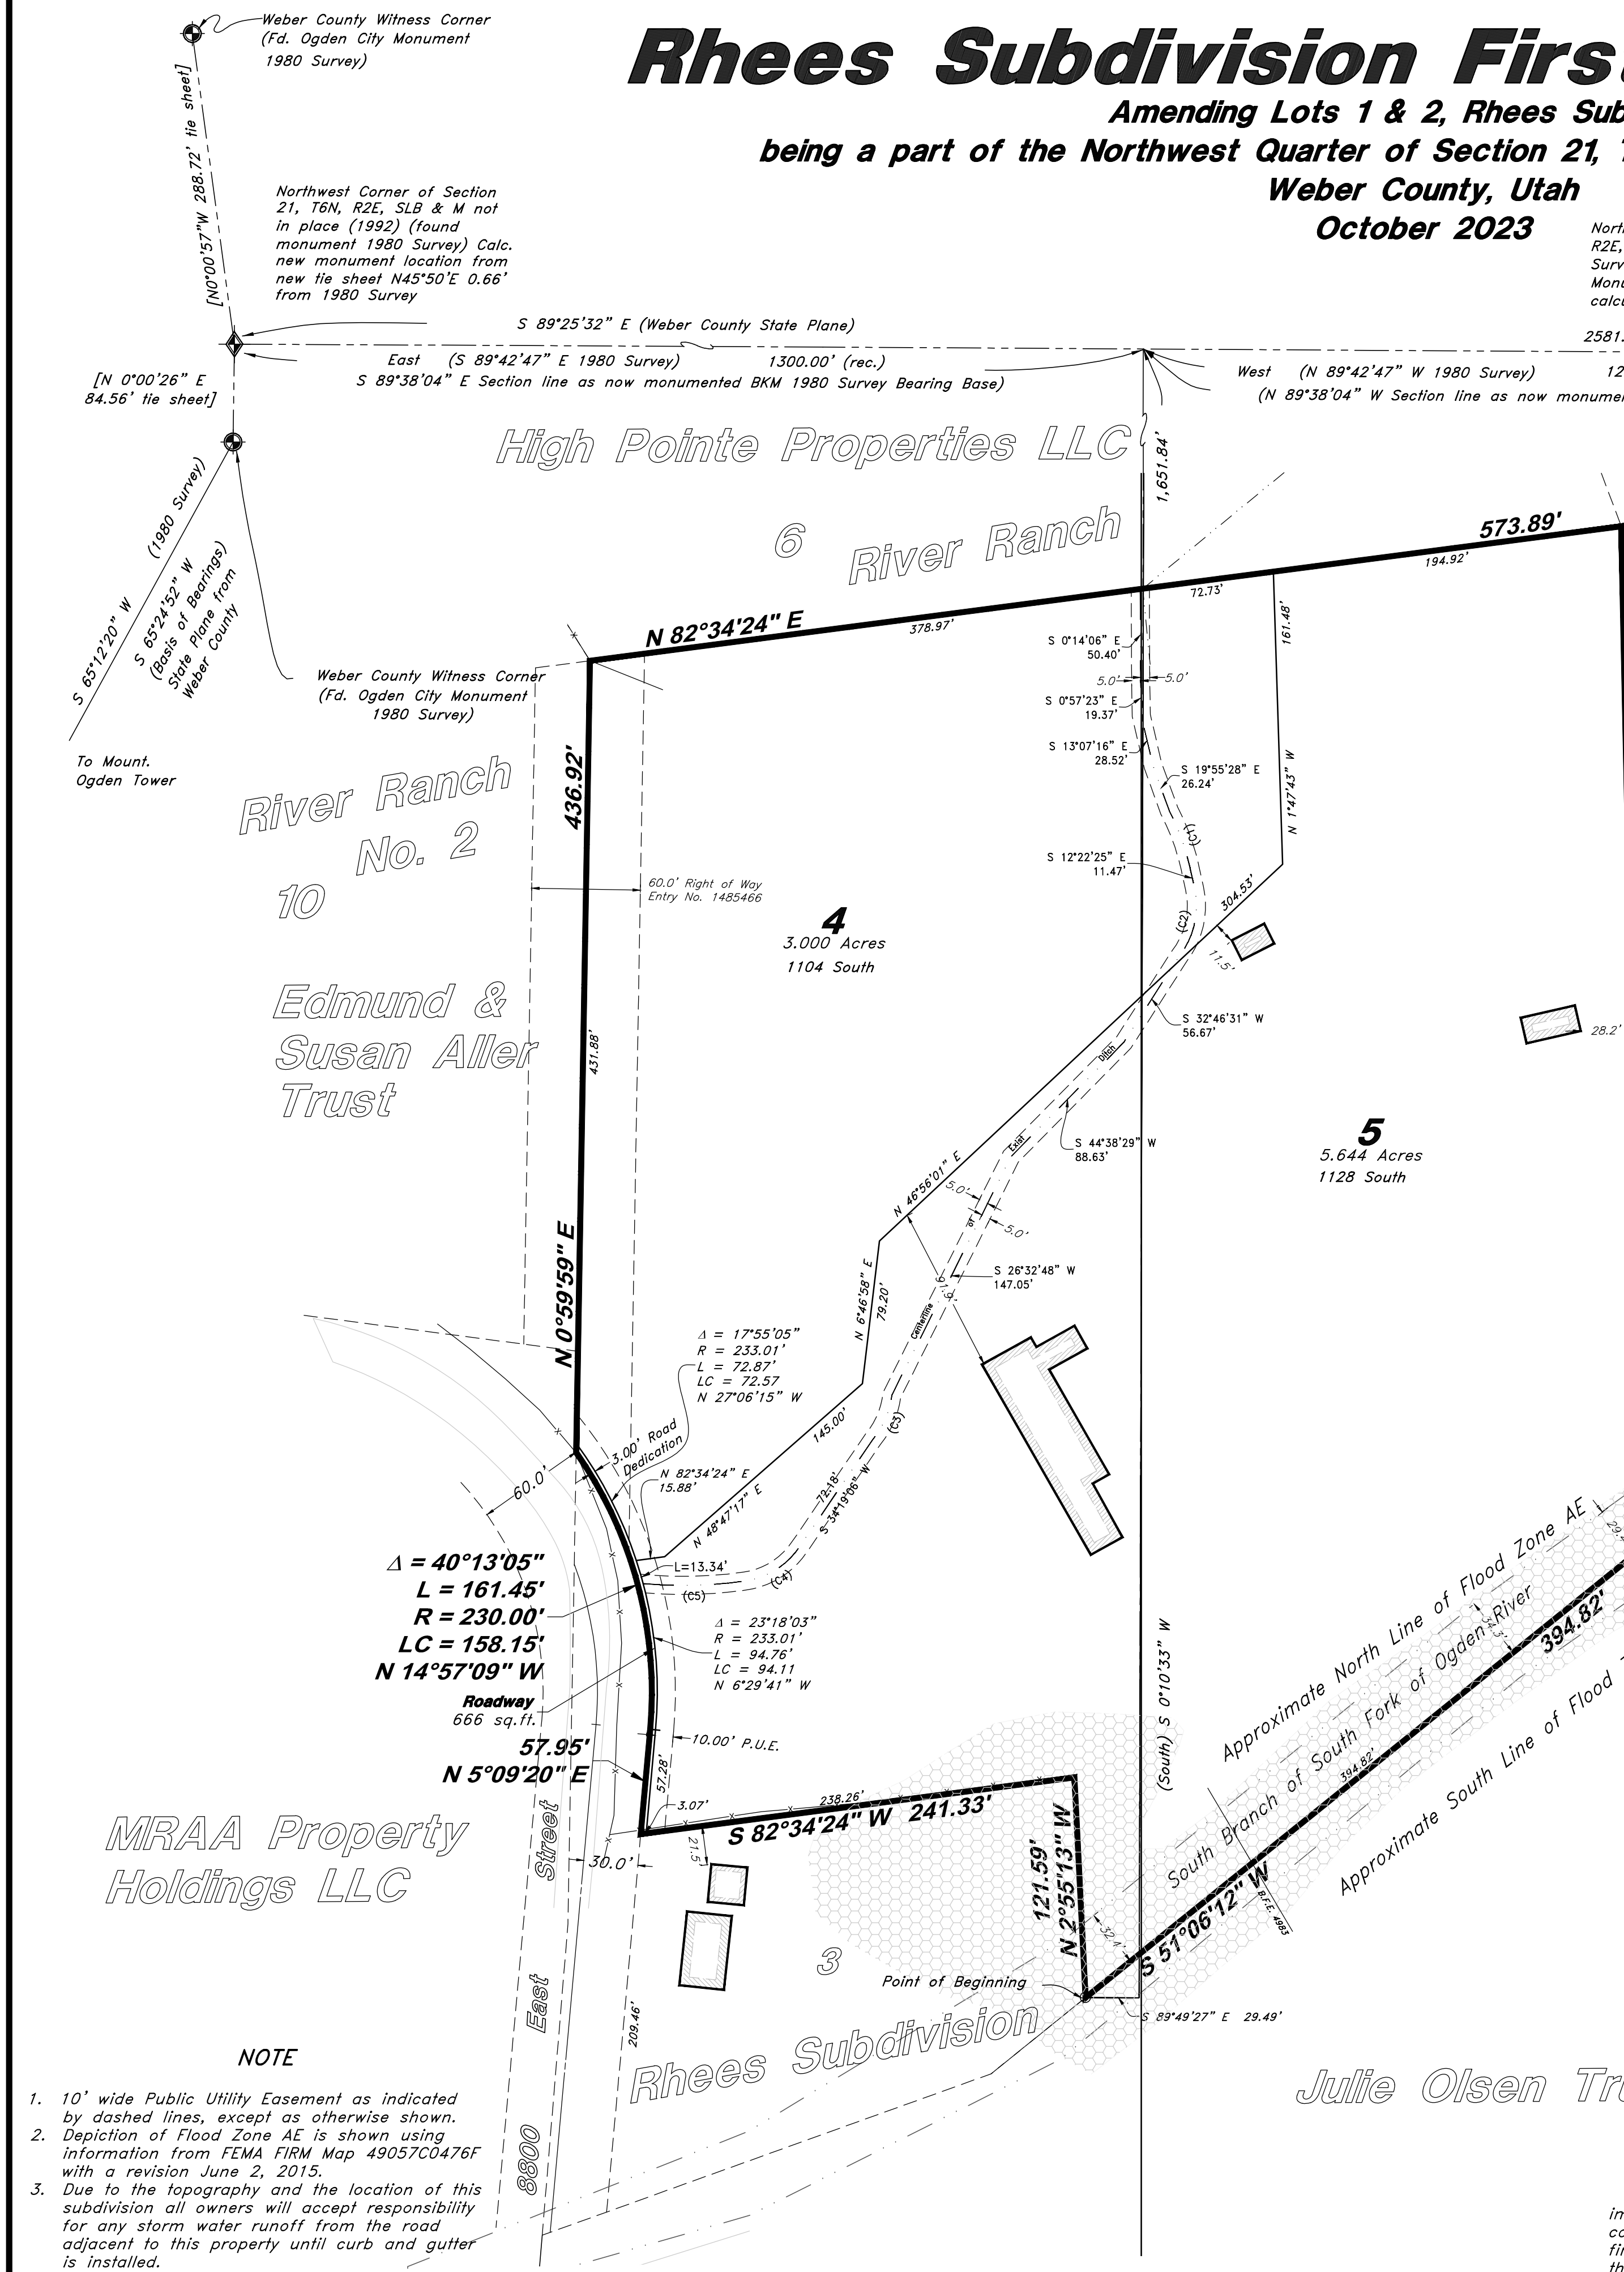 Weber County Witness Corner
(Fd. Ogden City Monument
1980 Survey)
Rhees Subdivision Firs
Amending Lots 1 & 2, Rhees Sub
being a part of the Northwest Quarter of Section 21,
Weber County, Utah
October 2023
[N0°00'57"W 288.72' tie sheet]
Northwest Corner of Section
21, T6N, R2E, SLB & M not
in place (1992) (found
monument 1980 Survey) Calc.
new monument location from
new tie sheet N45°50'E 0.66'
from 1980 Survey
Nort
R2E,
Surv
Monu
calcu
2581.
S 89°25'32" E (Weber County State Plane)
East (S 89°42'47" E 1980 Survey) 1300.00' (rec.)
S 89°38'04" E Section line as now monumented BKM 1980 Survey Bearing Base)
West (N 89°42'47" W 1980 Survey) 12
(N 89°38'04" W Section line as now monumen
[N 0°00'26" E
84.56' tie sheet]
S 65°12'20" W (1980 Survey)
S 65°24'52" W
(Basis of Bearings)
State Plane from
Weber County
To Mount.
Ogden Tower
Weber County Witness Corner
(Fd. Ogden City Monument
1980 Survey)
High Pointe Properties LLC
6 River Ranch
1,651.84'
573.89'
194.92'
72.73'
N 82°34'24" E
378.97'
161.48'
N 1°47'43" W
S 0°14'06" E
50.40'
5.0' 5.0'
S 0°57'23" E
19.37'
S 13°07'16" E
28.52'
S 19°55'28" E
26.24'
(C1)
S 12°22'25" E
11.47'
(C2)
304.53'
11.5'
S 32°46'31" W
56.67'
28.2'
436.92'
River Ranch
No. 2
10
60.0' Right of Way
Entry No. 1485466
4
3.000 Acres
1104 South
Edmund &
Susan Aller
Trust
431.88'
Ditch
Exist
of
Centerline
S 44°38'29" W
88.63'
5
5.644 Acres
1128 South
N 46°56'01" E
5.0'
5.0'
S 26°32'48" W
147.05'
91.9'
N 6°46'58" E
79.20'
N 0°59'59" E
Δ = 17°55'05"
R = 233.01'
L = 72.87'
LC = 72.57
N 27°06'15" W
3.00' Road
Dedication
145.00'
(C3)
N 82°34'24" E
15.88'
60.0'
N 48°47'17" E
72.18'
S 34°19'06" W
L=13.34'
(C4)
(C5)
Δ = 40°13'05"
L = 161.45'
R = 230.00'
LC = 158.15'
N 14°57'09" W
Roadway
666 sq.ft.
Δ = 23°18'03"
R = 233.01'
L = 94.76'
LC = 94.11
N 6°29'41" W
57.95'
N 5°09'20" E
10.00' P.U.E.
57.28'
3.07'
238.26'
S 82°34'24" W 241.33'
21.5'
30.0'
121.59'
N 2°55'13" W
(South) S 0°10'33" W
Approximate North Line of Flood Zone AE
South Branch of South Fork of Ogden River
Approximate South Line of Flood
394.82'
394.82'
S 51°06'12" W
B.F.E. 4983
32.4'
Point of Beginning
S 89°49'27" E 29.49'
MRAA Property
Holdings LLC
8800 East Street
209.46'
3
Rhees Subdivision
Julie Olsen Tr
NOTE
1. 10' wide Public Utility Easement as indicated
by dashed lines, except as otherwise shown.
2. Depiction of Flood Zone AE is shown using
information from FEMA FIRM Map 49057C0476F
with a revision June 2, 2015.
3. Due to the topography and the location of this
subdivision all owners will accept responsibility
for any storm water runoff from the road
adjacent to this property until curb and gutter
is installed.
im
co
fir
th